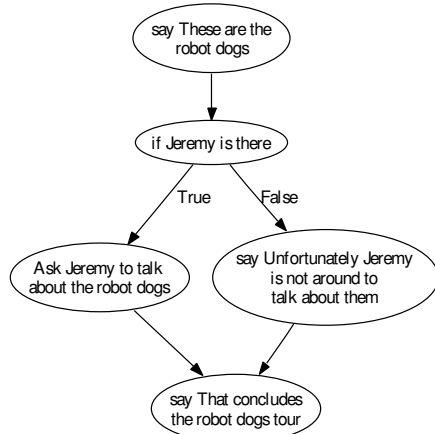 say These are the
robot dogs
if Jeremy is there
True
False
Ask Jeremy to talk
about the robot dogs
say Unfortunately Jeremy
is not around to
talk about them
say That concludes
the robot dogs tour